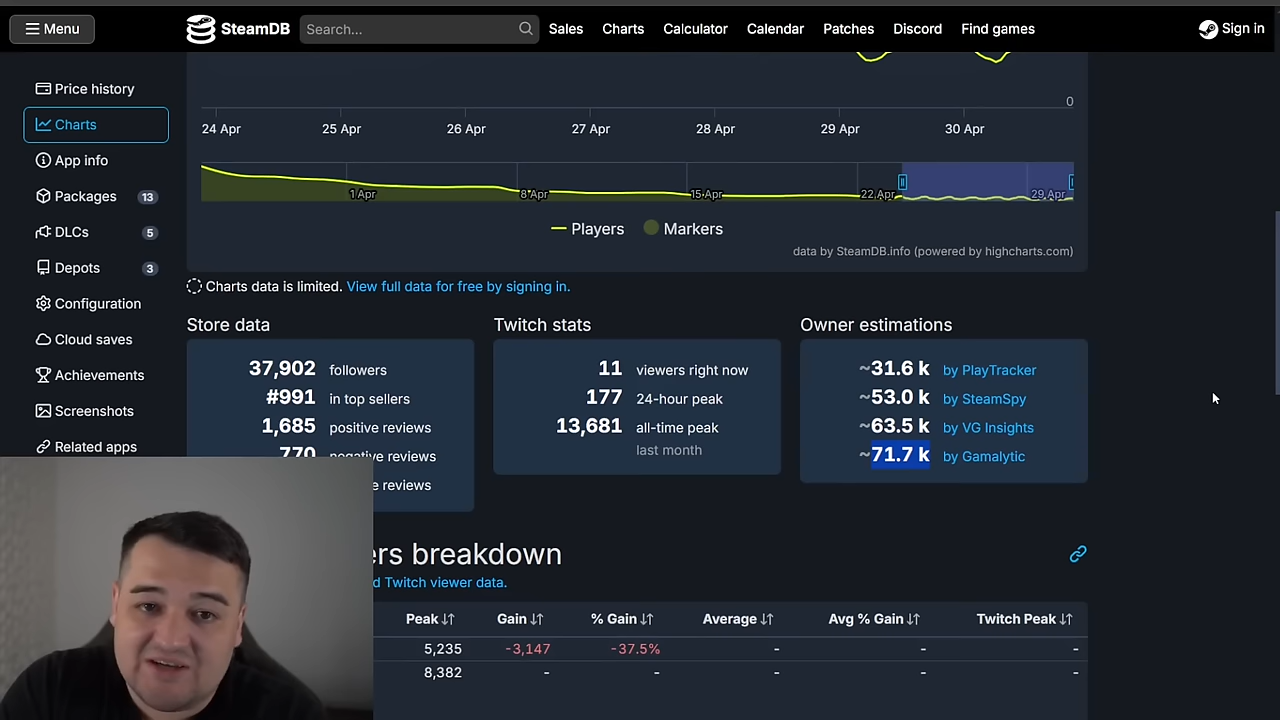 Menu
SteamDB
Search...
Sales
Charts
Calculator
Calendar
Patches
Discord
Find games
Sign in
Price history
Charts
App info
Packages 13
DLCs 5
Depots 3
Configuration
Cloud saves
Achievements
Screenshots
Related apps
0
24 Apr 25 Apr 26 Apr 27 Apr 28 Apr 29 Apr 30 Apr
1 Apr 8 Apr 15 Apr 22 Apr 29 Apr
Players Markers
data by SteamDB.info (powered by highcharts.com)
Charts data is limited. View full data for free by signing in.
Store data
37,902 followers
#991 in top sellers
1,685 positive reviews
770 negative reviews
e reviews
Twitch stats
11 viewers right now
177 24-hour peak
13,681 all-time peak
last month
Owner estimations
~31.6 k by PlayTracker
~53.0 k by SteamSpy
~63.5 k by VG Insights
~71.7 k by Gamalytic
ers breakdown
d Twitch viewer data.
Peak Gain % Gain Average Avg % Gain Twitch Peak
5,235 -3,147 -37.5% - - -
8,382 - - - - -